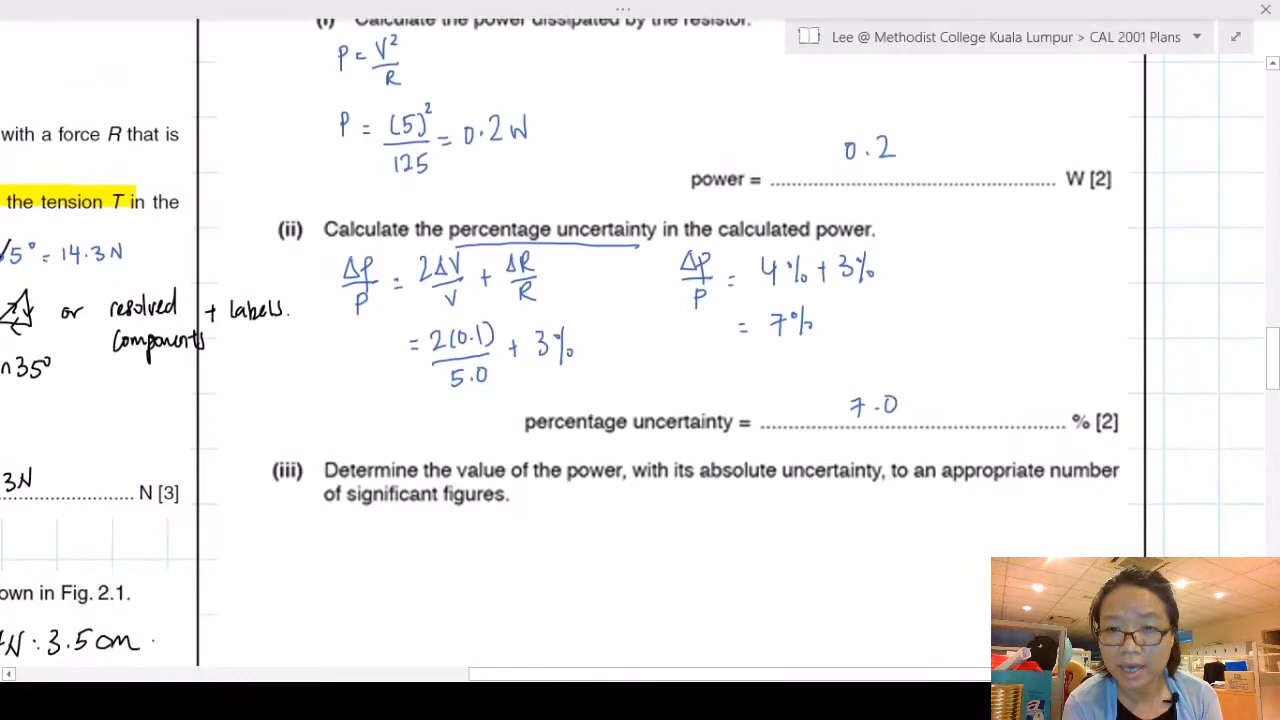 (i) Calculate the power dissipated by the resistor.
Lee @ Methodist College Kuala Lumpur > CAL 2001 Plans
P = V²/R
P = (5)²/125 = 0.2 W
with a force R that is
0.2
power = W [2]
the tension T in the
(ii) Calculate the percentage uncertainty in the calculated power.
5° = 14.3 N
ΔP/P = 2ΔV/V + ΔR/R
ΔP/P = 4% + 3%
or resolved components + labels.
= 7%
= 2(0.1)/5.0 + 3%
n 35°
7.0
percentage uncertainty = % [2]
(iii) Determine the value of the power, with its absolute uncertainty, to an appropriate number
of significant figures.
3N
N [3]
own in Fig. 2.1.
N : 3.5 cm